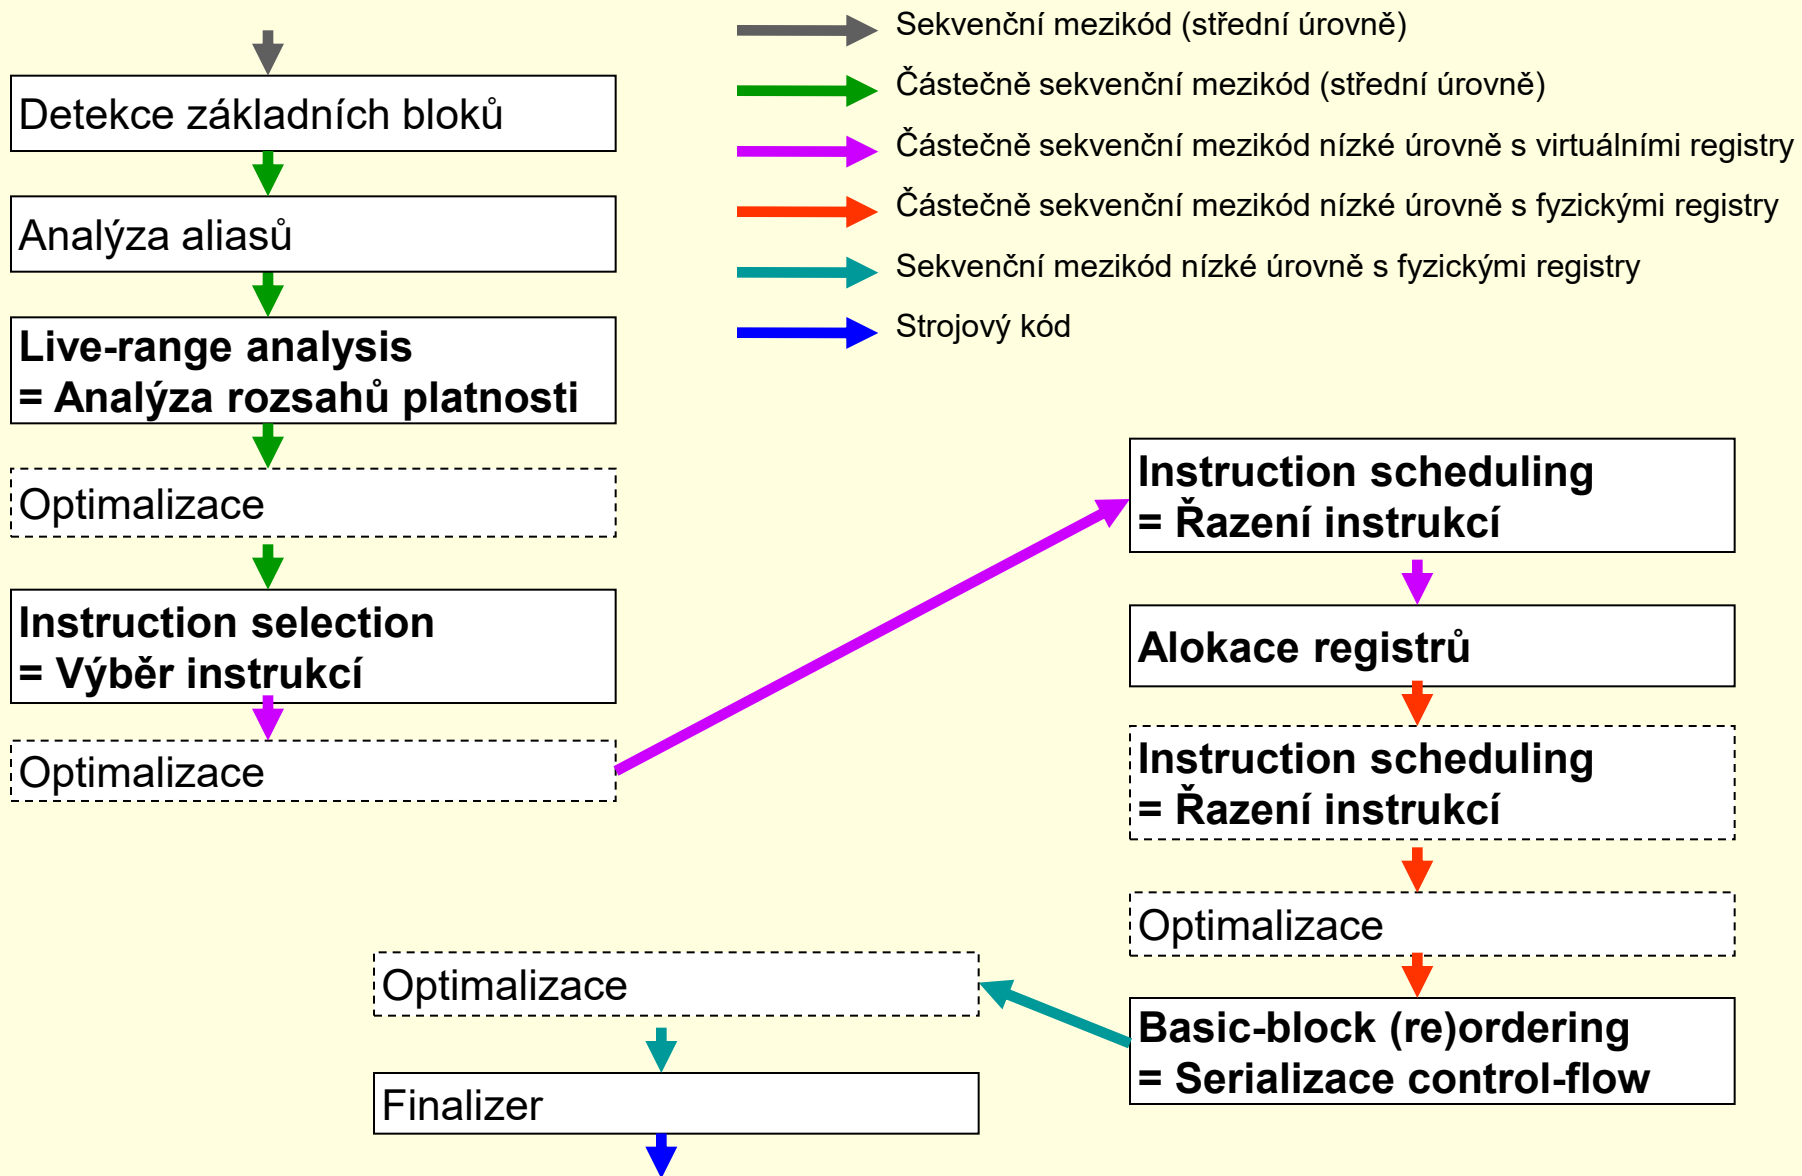 Sekvenční mezikód (střední úrovně)
Částečně sekvenční mezikód (střední úrovně)
Částečně sekvenční mezikód nízké úrovně s virtuálními registry
Částečně sekvenční mezikód nízké úrovně s fyzickými registry
Sekvenční mezikód nízké úrovně s fyzickými registry
Strojový kód
Detekce základních bloků
Analýza aliasů
Live-range analysis
= Analýza rozsahů platnosti
Optimalizace
Instruction selection
= Výběr instrukcí
Optimalizace
Instruction scheduling
= Řazení instrukcí
Alokace registrů
Instruction scheduling
= Řazení instrukcí
Optimalizace
Basic-block (re)ordering
= Serializace control-flow
Optimalizace
Finalizer